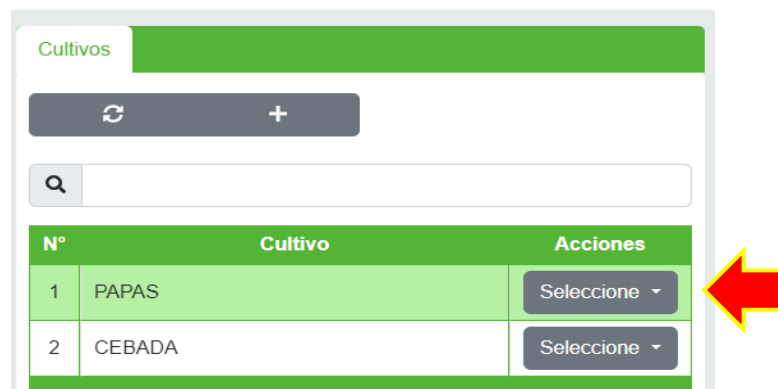 Cultivos
N° Cultivo Acciones
1 PAPAS Seleccione
2 CEBADA Seleccione